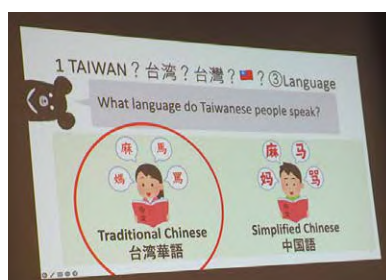 1 TAIWAN？台湾？台灣？🇹🇼？③Language
What language do Taiwanese people speak?
麻 馬
媽 罵
Traditional Chinese
台湾華語
麻 马
妈 骂
Simplified Chinese
中国語